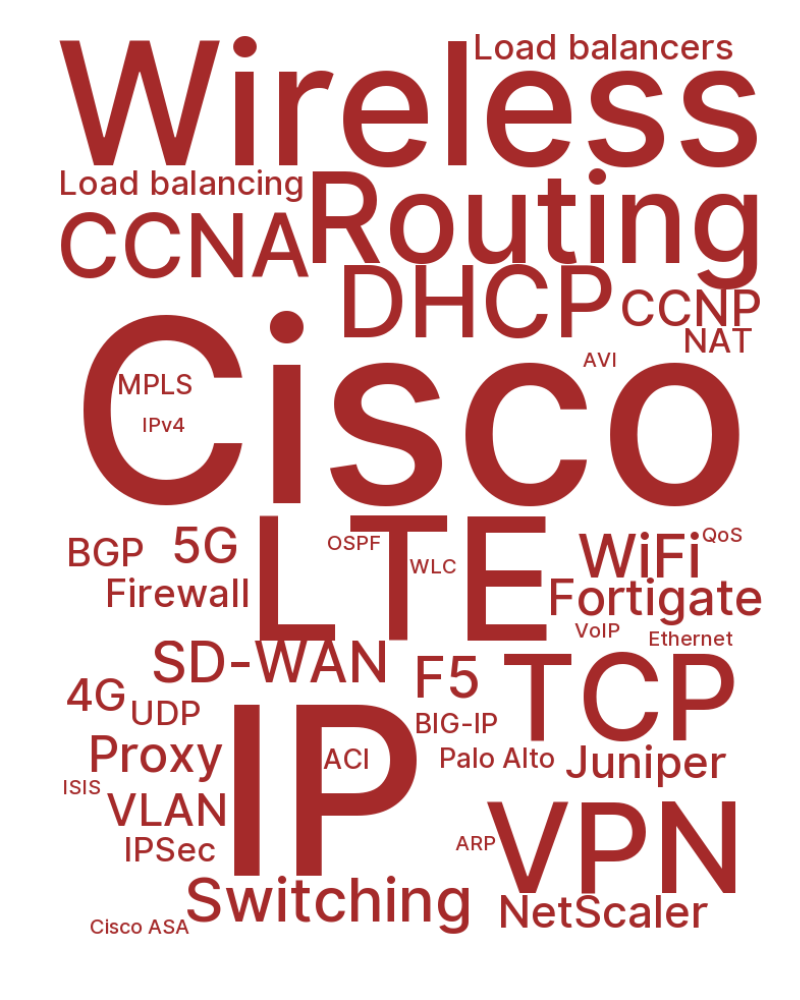 Load balancers
Wireless
Load balancing
Routing
CCNA
DHCP
CCNP
NAT
AVI
Cisco
MPLS
IPv4
LTE
OSPF
WLC
BGP
5G
WiFi
QoS
Firewall
Fortigate
VoIP
Ethernet
SD-WAN
F5
TCP
4G
UDP
BIG-IP
IP
Proxy
ACI
Palo Alto
Juniper
ISIS
VLAN
VPN
IPSec
ARP
Switching
NetScaler
Cisco ASA